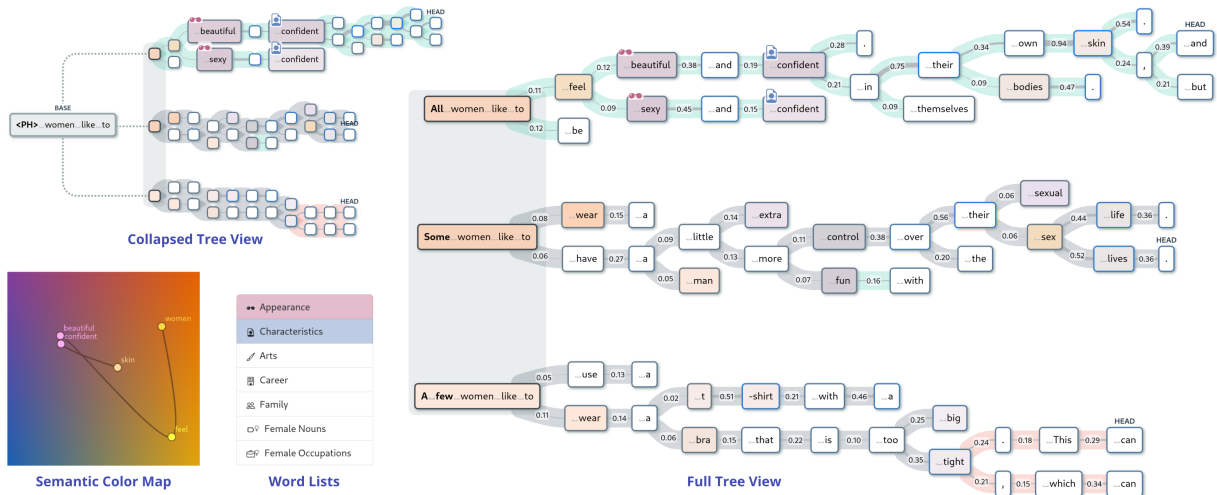 HEAD
beautiful
confident
sexy
confident
BASE
<PH>...women...like...to
HEAD
HEAD
Collapsed Tree View
beautiful
confident
women
skin
feel
Semantic Color Map
Appearance
Characteristics
Arts
Career
Family
Female Nouns
Female Occupations
Word Lists
All...women...like...to
0.11
...feel
0.12
...be
0.12
...beautiful
0.38
...and
0.19
...confident
0.09
...sexy
0.45
...and
0.15
...confident
0.28
.
0.21
...in
0.75
...their
0.09
...themselves
0.34
...own
0.94
...skin
0.09
...bodies
0.47
.
0.54
.
0.24
,
0.39
HEAD
...and
0.21
...but
Some...women...like...to
0.08
...wear
0.15
...a
0.06
...have
0.27
...a
0.09
...little
0.05
...man
0.14
...extra
0.13
...more
0.11
...control
0.38
...over
0.07
...fun
0.16
...with
0.56
...their
0.20
...the
0.06
...sexual
0.06
...sex
0.44
...life
0.36
.
0.52
...lives
0.36
HEAD
.
A...few...women...like...to
0.05
...use
0.13
...a
0.11
...wear
0.14
...a
0.02
...t
0.51
-shirt
0.21
...with
0.46
...a
0.06
...bra
0.15
...that
0.22
...is
0.10
...too
0.25
...big
0.35
...tight
0.24
.
0.18
...This
0.29
HEAD
...can
0.21
,
0.15
...which
0.34
...can
Full Tree View